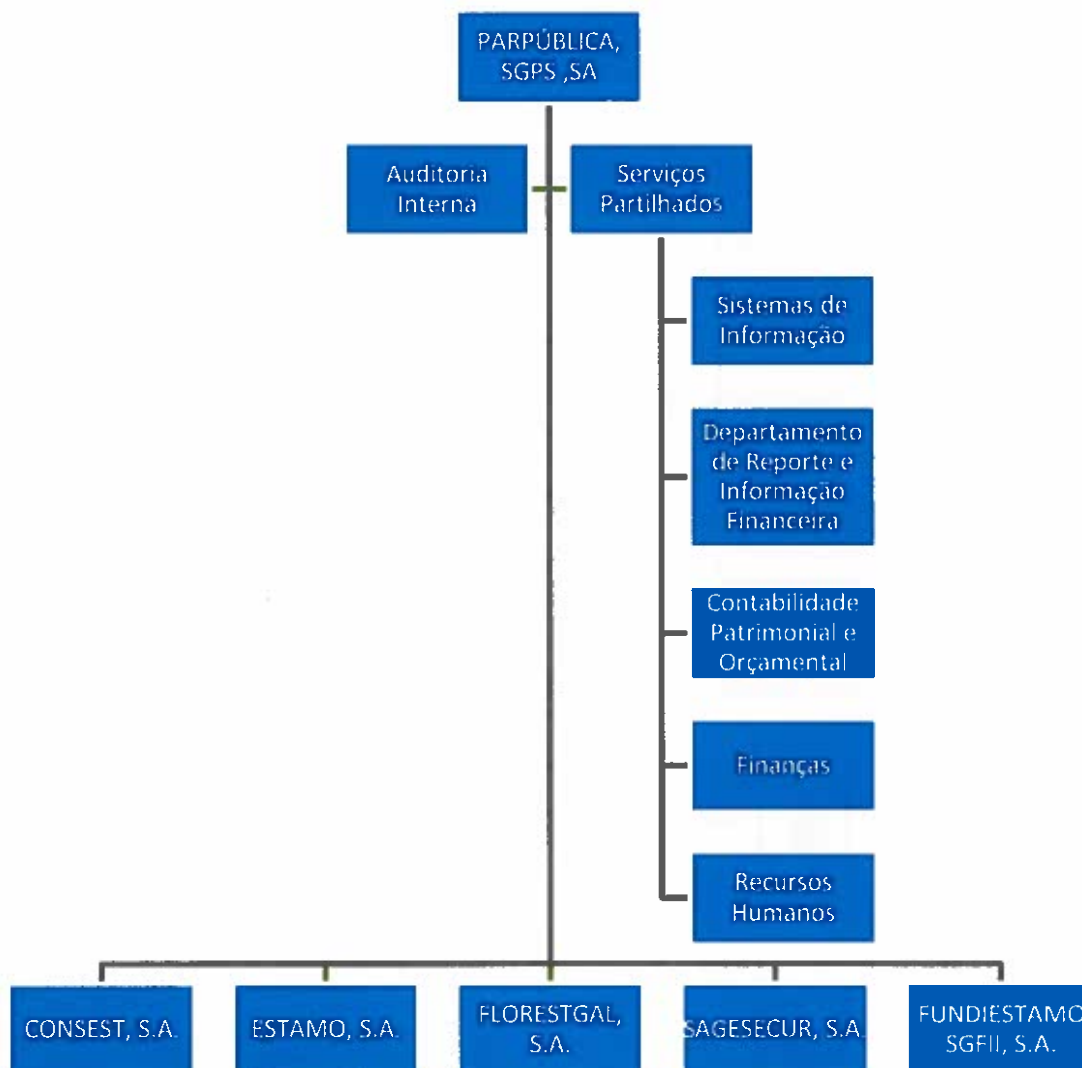 PARPÚBLICA,
SGPS ,SA
Auditoria
Interna
Serviços
Partilhados
Sistemas de
Informação
Departamento
de Reporte e
Informação
Financeira
Contabilidade
Patrimonial e
Orçamental
Finanças
Recursos
Humanos
CONSEST, S.A.
ESTAMO, S.A.
FLORESTGAL,
S.A.
SAGESECUR, S.A
FUNDIESTAMO
SGFII, S.A.